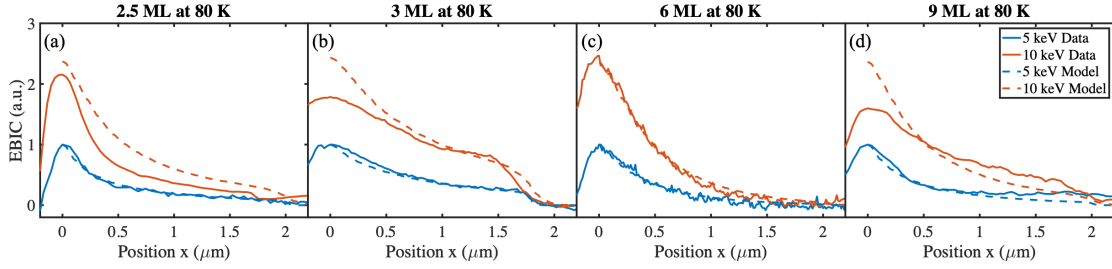 2.5 ML at 80 K
3 ML at 80 K
6 ML at 80 K
9 ML at 80 K
EBIC (a.u.)
3
2
1
0
(a)
(b)
(c)
(d)
5 keV Data
10 keV Data
5 keV Model
10 keV Model
0 0.5 1 1.5 2
0 0.5 1 1.5 2
0 0.5 1 1.5 2
0 0.5 1 1.5 2
Position x (μm)
Position x (μm)
Position x (μm)
Position x (μm)